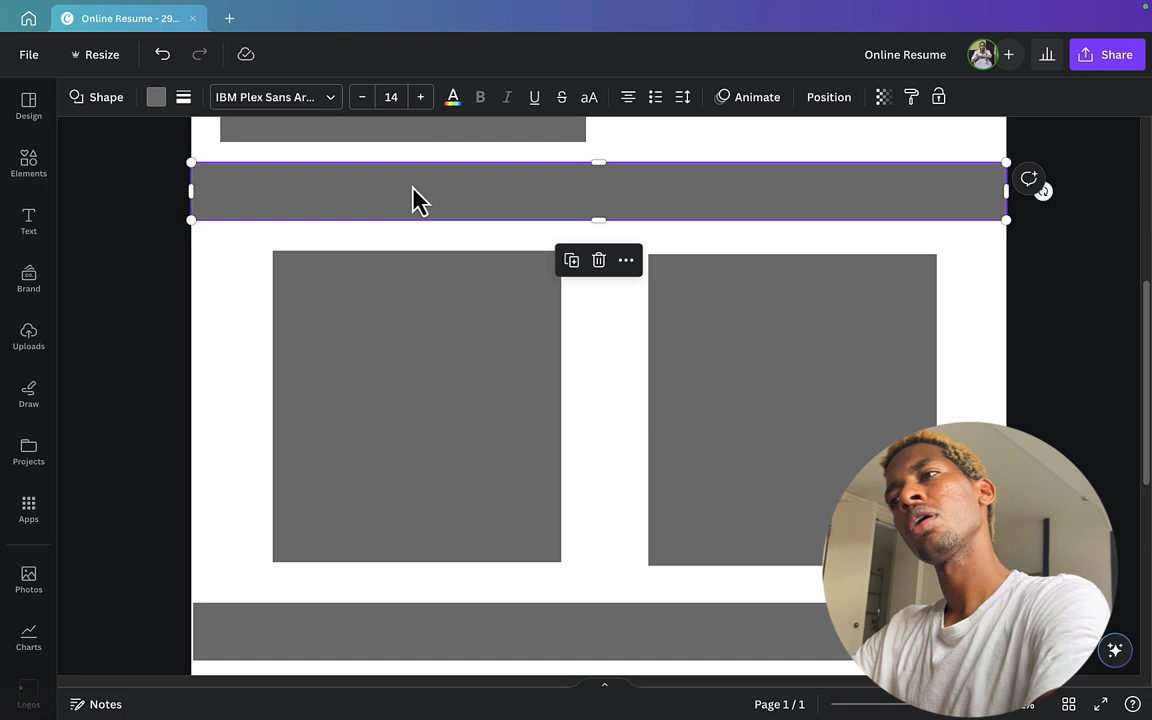 Online Resume - 29...
File
Resize
Online Resume
Share
Shape
IBM Plex Sans Ar...
14
A
B
I
U
S
aA
Animate
Position
Design
Elements
Text
Brand
Uploads
Draw
Projects
Apps
Photos
Charts
Logos
Notes
Page 1 / 1